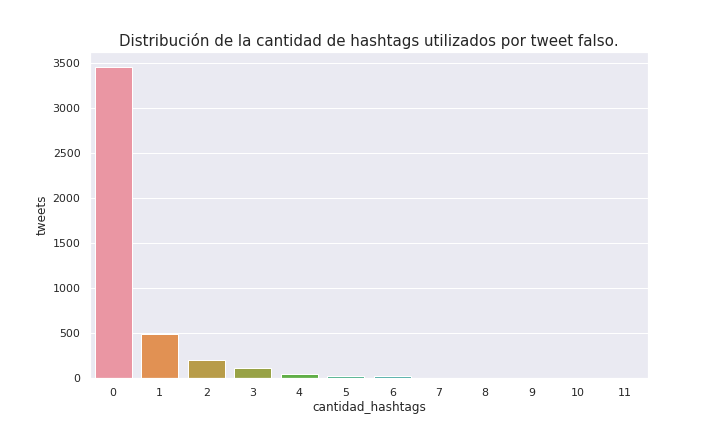 Distribución de la cantidad de hashtags utilizados por tweet falso.
3500
3000
2500
2000
1500
1000
500
0
tweets
0 1 2 3 4 5 6 7 8 9 10 11
cantidad_hashtags